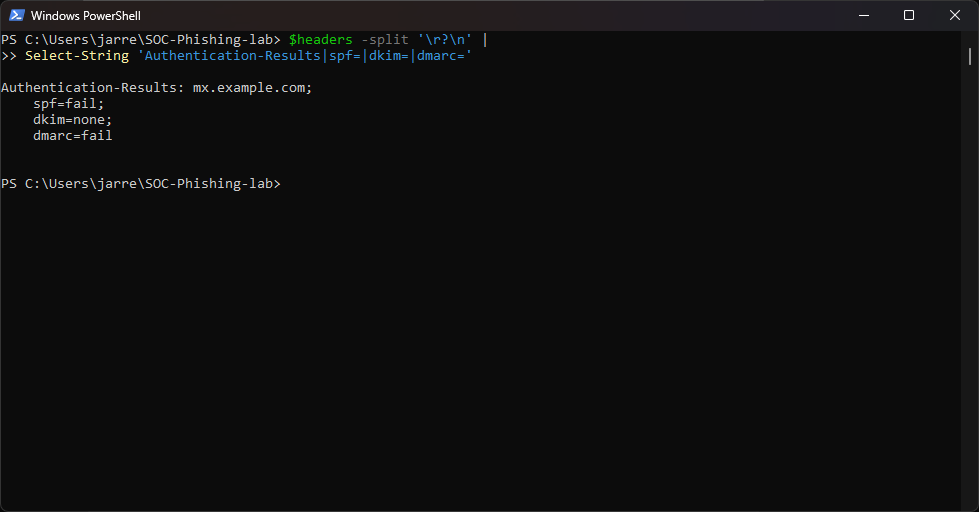 Windows PowerShell
PS C:\Users\jarre\SOC-Phishing-lab> $headers -split '\r?\n' |
>> Select-String 'Authentication-Results|spf=|dkim=|dmarc='
Authentication-Results: mx.example.com;
    spf=fail;
    dkim=none;
    dmarc=fail
PS C:\Users\jarre\SOC-Phishing-lab>